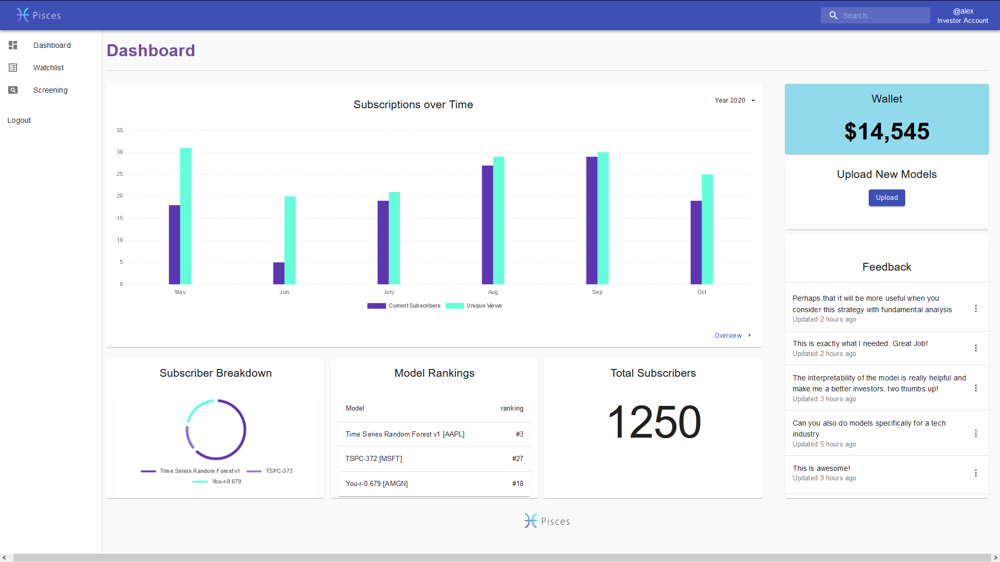 Pisces
Search...
@alex
Investor Account
Dashboard
Watchlist
Screening
Logout
Dashboard
Subscriptions over Time
Year 2020
35
30
25
20
15
10
5
0
May Jun July Aug Sep Oct
Current Subscribers Unique Views
Overview
Wallet
$14,545
Upload New Models
Upload
Feedback
Perhaps that it will be more useful when you
consider this strategy with fundamental analysis
Updated 2 hours ago
This is exactly what I needed. Great Job!
Updated 2 hours ago
The interpretability of the model is really helpful and
make me a better investors, two thumbs up!
Updated 3 hours ago
Can you also do models specifically for a tech
industry
Updated 5 hours ago
This is awesome!
Updated 9 hours ago
Subscriber Breakdown
Time Sereis Random Forest v1 TSPC-372
You-r-0.679
Model Rankings
Model ranking
Time Series Random Forest v1 [AAPL] #3
TSPC-372 [MSFT] #27
You-r-0.679 [AMGN] #18
Total Subscribers
1250
Pisces